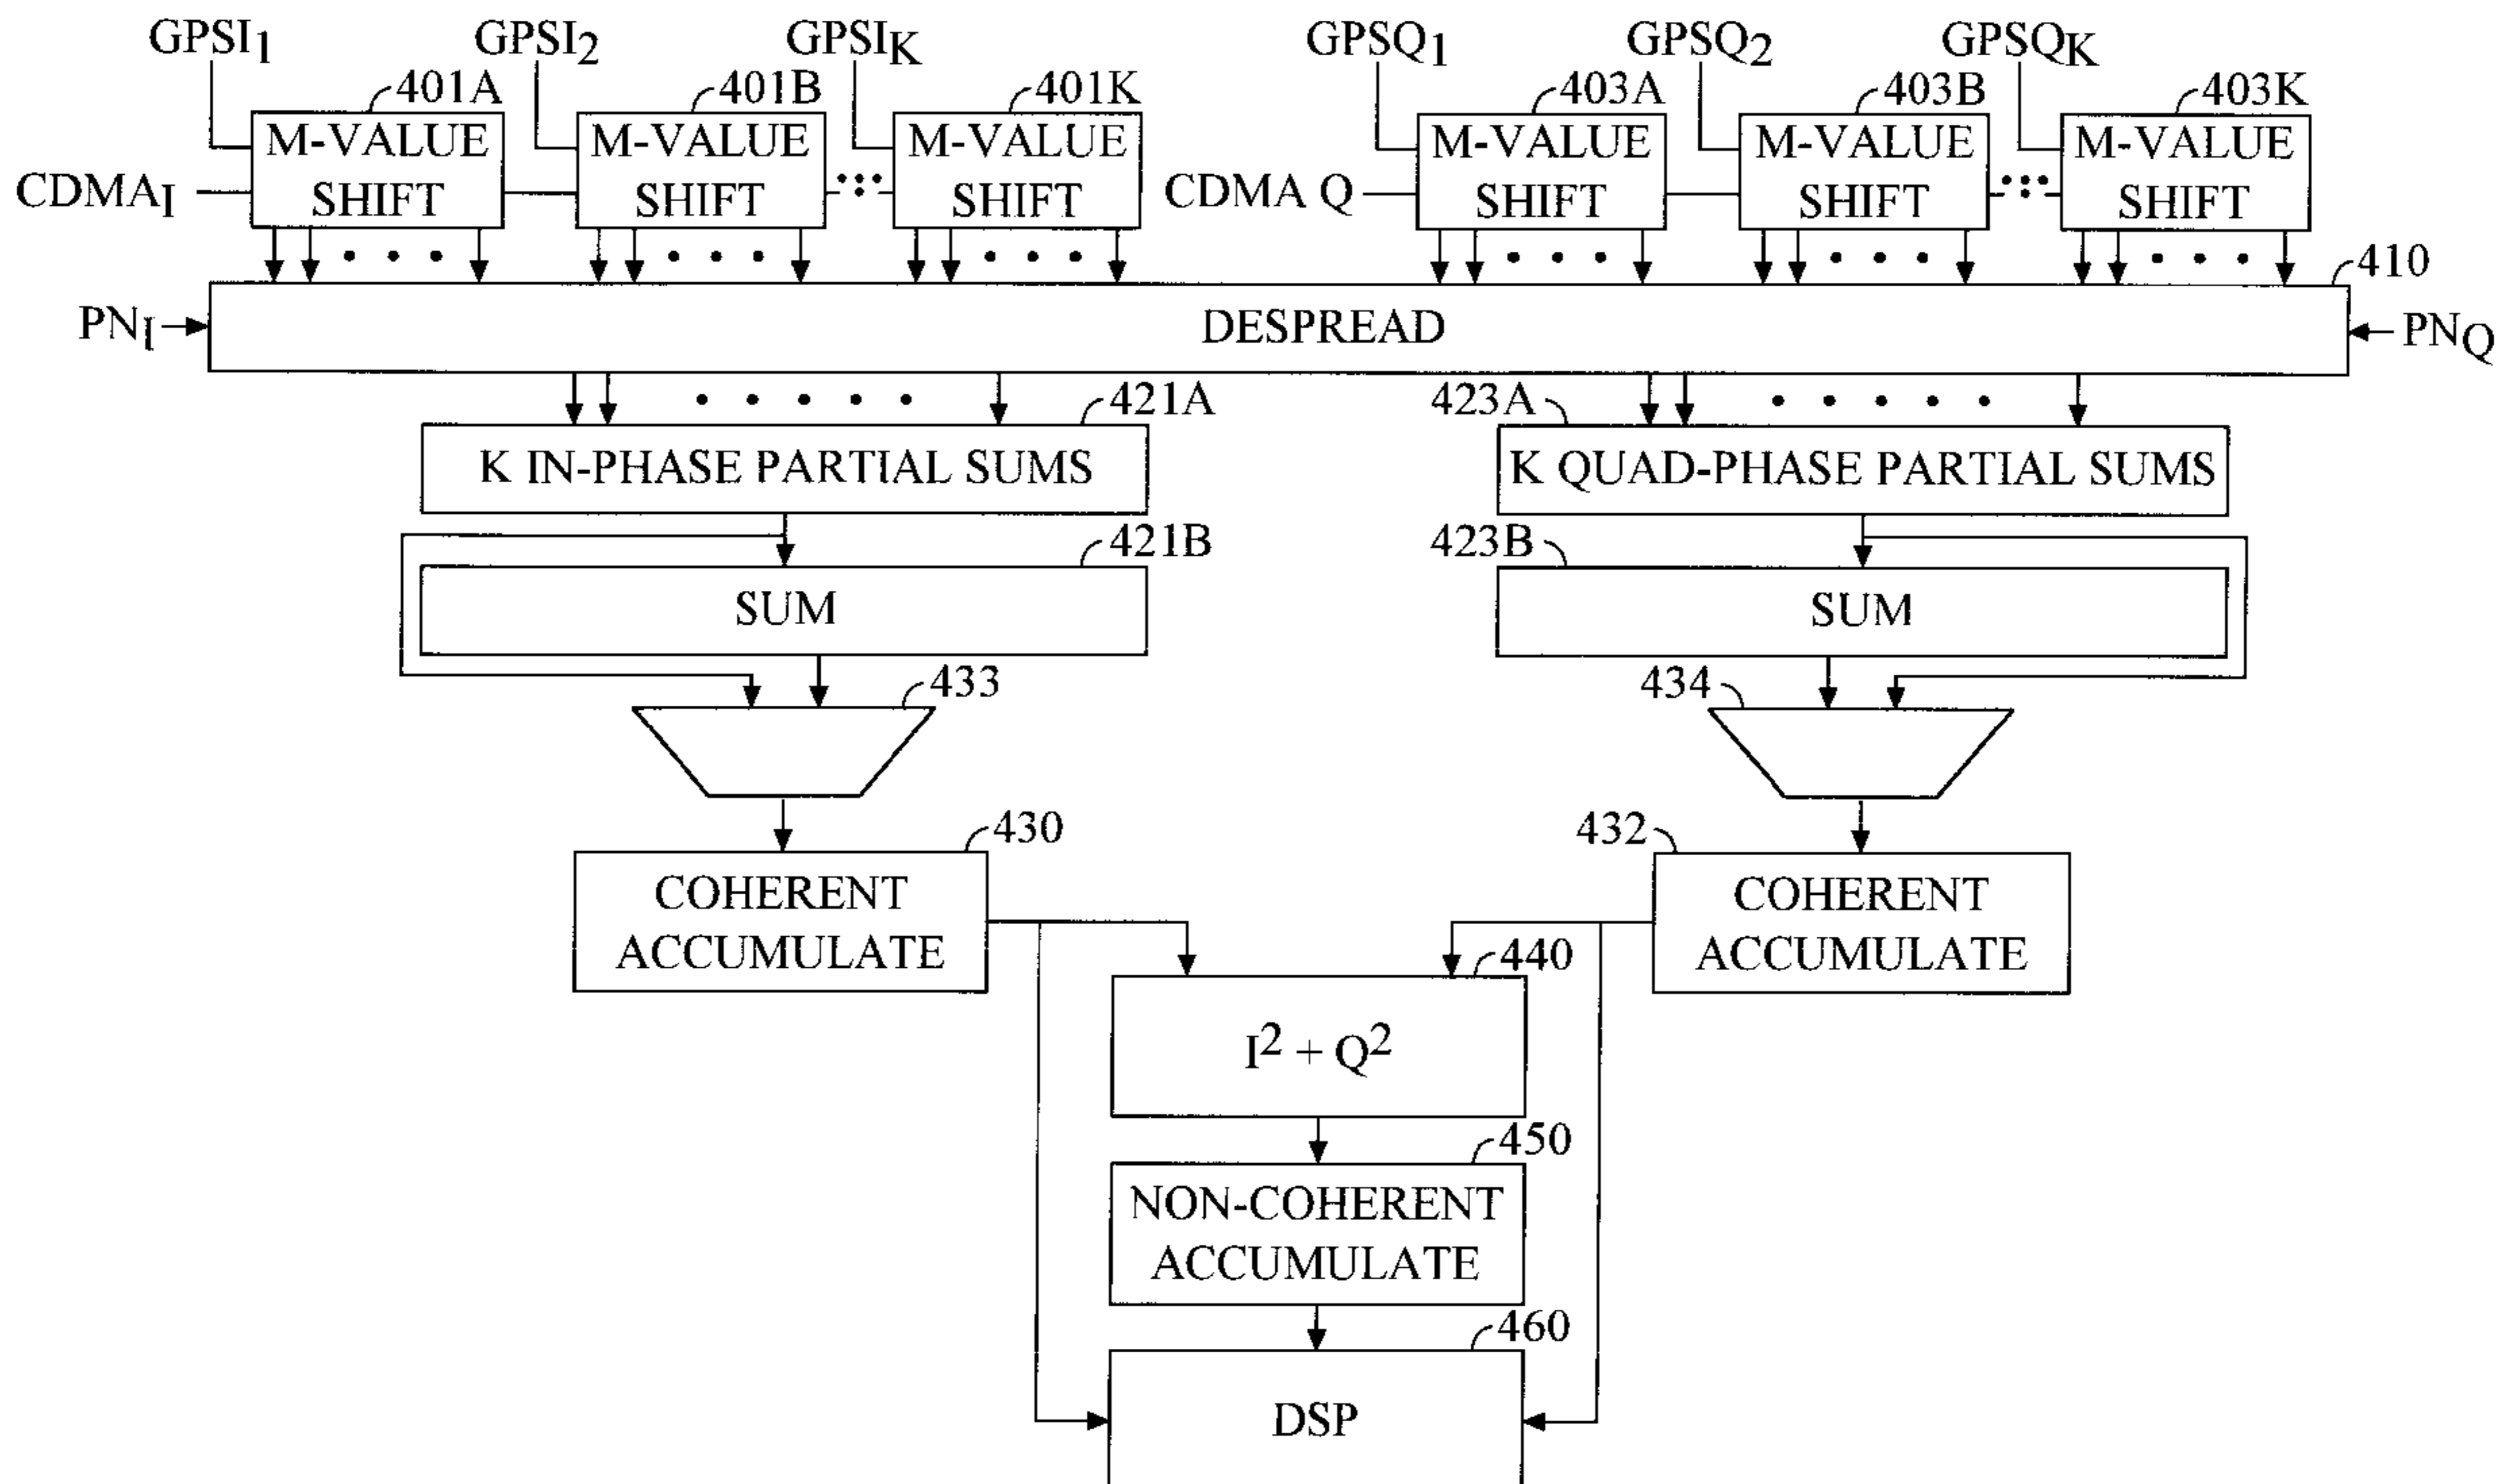 GPSI1 GPSI2 GPSIK GPSQ1 GPSQ2 GPSQK
401A 401B 401K 403A 403B 403K
M-VALUE SHIFT M-VALUE SHIFT M-VALUE SHIFT M-VALUE SHIFT M-VALUE SHIFT M-VALUE SHIFT
CDMAI CDMA Q
410
PNI DESPREAD PNQ
421A 423A
K IN-PHASE PARTIAL SUMS K QUAD-PHASE PARTIAL SUMS
421B 423B
SUM SUM
433 434
430 432
COHERENT COHERENT
ACCUMULATE ACCUMULATE
440
I2 + Q2
450
NON-COHERENT
ACCUMULATE
460
DSP